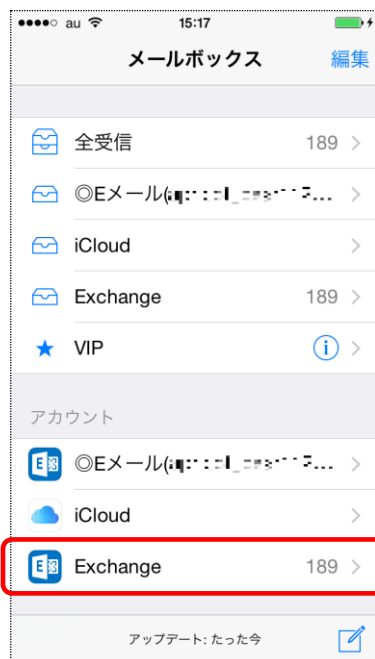 au 15:17
メールボックス 編集
全受信 189
◎Eメール(
iCloud
Exchange 189
VIP
アカウント
◎Eメール(
iCloud
Exchange 189
アップデート: たった今